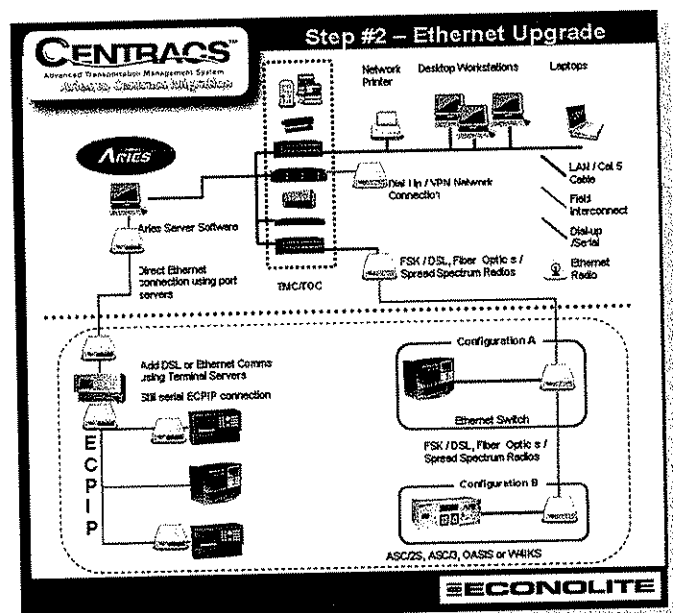 Step #2 – Ethernet Upgrade
CENTRACS™
Advanced Transportation Management System
Aries to Centracs Migration
Network
Printer
Desktop Workstations
Laptops
ARIES
Aries Server Software
Dial-Up / VPN Network
Connection
LAN / Cat 5
Cable
Field
Interconnect
Dial-up
/Serial
Ethernet
Radio
Direct Ethernet
connection using port
servers
TMC/TOC
FSK / DSL, Fiber Optic s /
Spread Spectrum Radios
Add DSL or Ethernet Comms
using Terminal Servers
Still serial ECPIP connection
E
C
P
I
P
Configuration A
Ethernet Switch
FSK / DSL, Fiber Optic s /
Spread Spectrum Radios
Configuration B
ASC/2S, ASC/3, OASIS or W4IKS
ECONOLITE